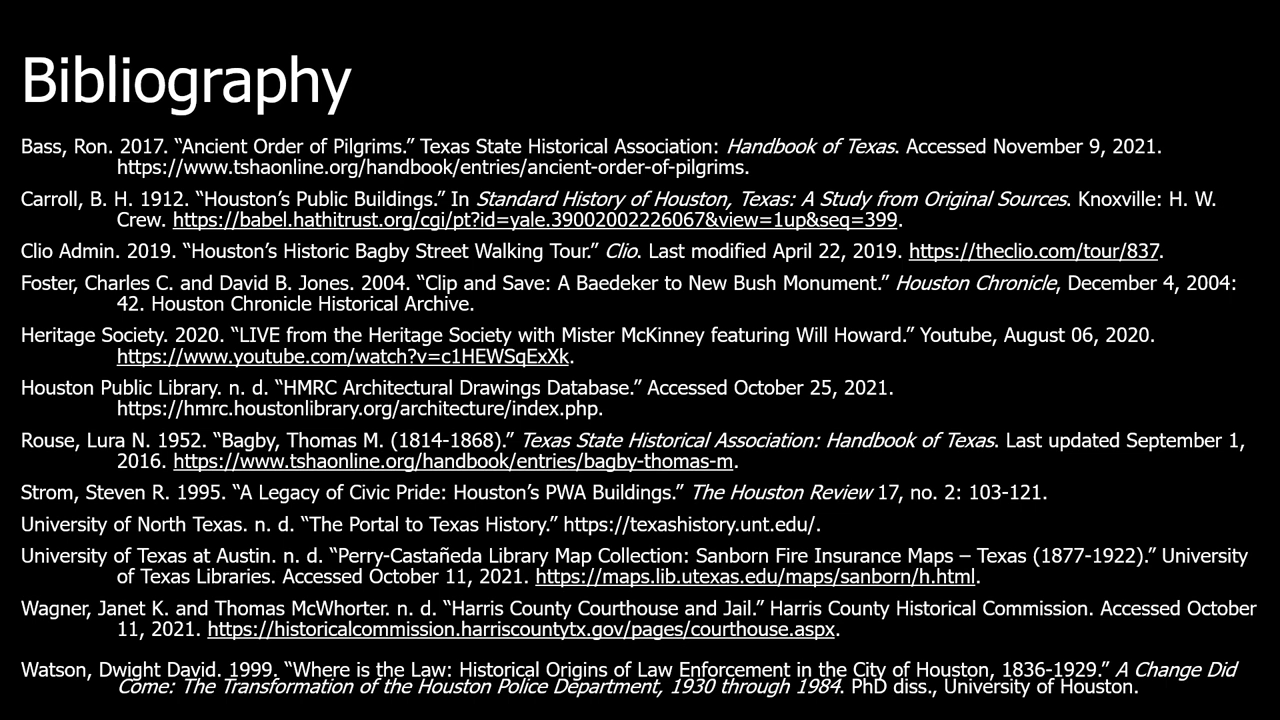 Bibliography
Bass, Ron. 2017. “Ancient Order of Pilgrims.” Texas State Historical Association: Handbook of Texas. Accessed November 9, 2021.
https://www.tshaonline.org/handbook/entries/ancient-order-of-pilgrims.
Carroll, B. H. 1912. “Houston’s Public Buildings.” In Standard History of Houston, Texas: A Study from Original Sources. Knoxville: H. W.
Crew. https://babel.hathitrust.org/cgi/pt?id=yale.39002002226067&view=1up&seq=399.
Clio Admin. 2019. “Houston’s Historic Bagby Street Walking Tour.” Clio. Last modified April 22, 2019. https://theclio.com/tour/837.
Foster, Charles C. and David B. Jones. 2004. “Clip and Save: A Baedeker to New Bush Monument.” Houston Chronicle, December 4, 2004:
42. Houston Chronicle Historical Archive.
Heritage Society. 2020. “LIVE from the Heritage Society with Mister McKinney featuring Will Howard.” Youtube, August 06, 2020.
https://www.youtube.com/watch?v=c1HEWSqExXk.
Houston Public Library. n. d. “HMRC Architectural Drawings Database.” Accessed October 25, 2021.
https://hmrc.houstonlibrary.org/architecture/index.php.
Rouse, Lura N. 1952. “Bagby, Thomas M. (1814-1868).” Texas State Historical Association: Handbook of Texas. Last updated September 1,
2016. https://www.tshaonline.org/handbook/entries/bagby-thomas-m.
Strom, Steven R. 1995. “A Legacy of Civic Pride: Houston’s PWA Buildings.” The Houston Review 17, no. 2: 103-121.
University of North Texas. n. d. “The Portal to Texas History.” https://texashistory.unt.edu/.
University of Texas at Austin. n. d. “Perry-Castañeda Library Map Collection: Sanborn Fire Insurance Maps – Texas (1877-1922).” University
of Texas Libraries. Accessed October 11, 2021. https://maps.lib.utexas.edu/maps/sanborn/h.html.
Wagner, Janet K. and Thomas McWhorter. n. d. “Harris County Courthouse and Jail.” Harris County Historical Commission. Accessed October
11, 2021. https://historicalcommission.harriscountytx.gov/pages/courthouse.aspx.
Watson, Dwight David. 1999. “Where is the Law: Historical Origins of Law Enforcement in the City of Houston, 1836-1929.” A Change Did
Come: The Transformation of the Houston Police Department, 1930 through 1984. PhD diss., University of Houston.